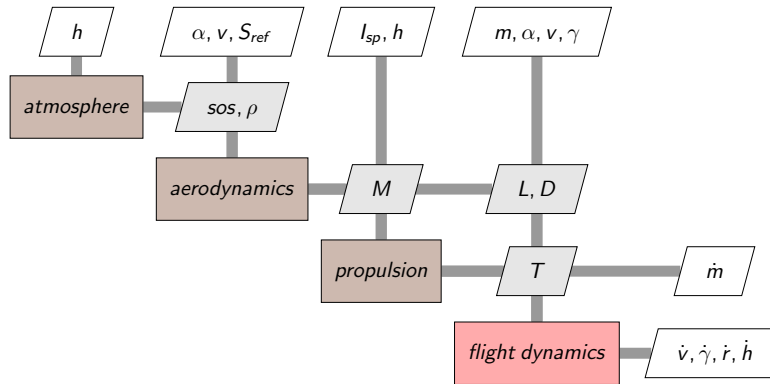 h
α, v, S_ref
I_sp, h
m, α, v, γ
atmosphere
sos, ρ
aerodynamics
M
L, D
propulsion
T
ṁ
flight dynamics
v̇, γ̇, ṙ, ḣ